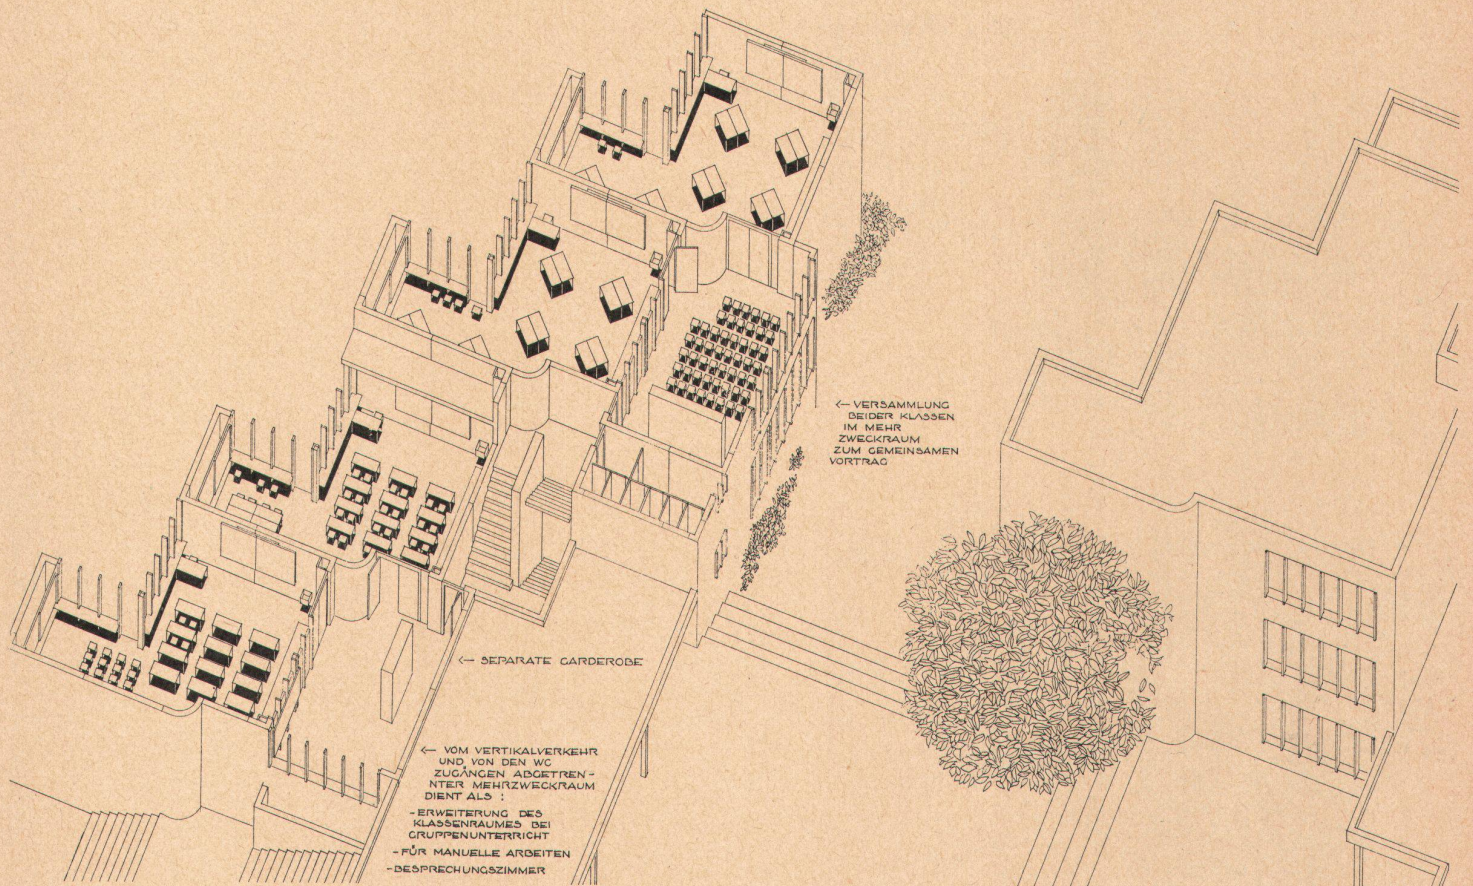 ← VERSAMMLUNG
BEIDER KLASSEN
IM MEHR
ZWECKRAUM
ZUM GEMEINSAMEN
VORTRAG
← SEPARATE GARDEROBE
← VOM VERTIKALVERKEHR
UND VON DEN WC
ZUGÄNGEN ABGETREN-
NTER MEHRZWECKRAUM
DIENT ALS :
-ERWEITERUNG DES
KLASSENRAUMES BEI
GRUPPENUNTERRICHT
-FÜR MANUELLE ARBEITEN
-BESPRECHUNGSZIMMER